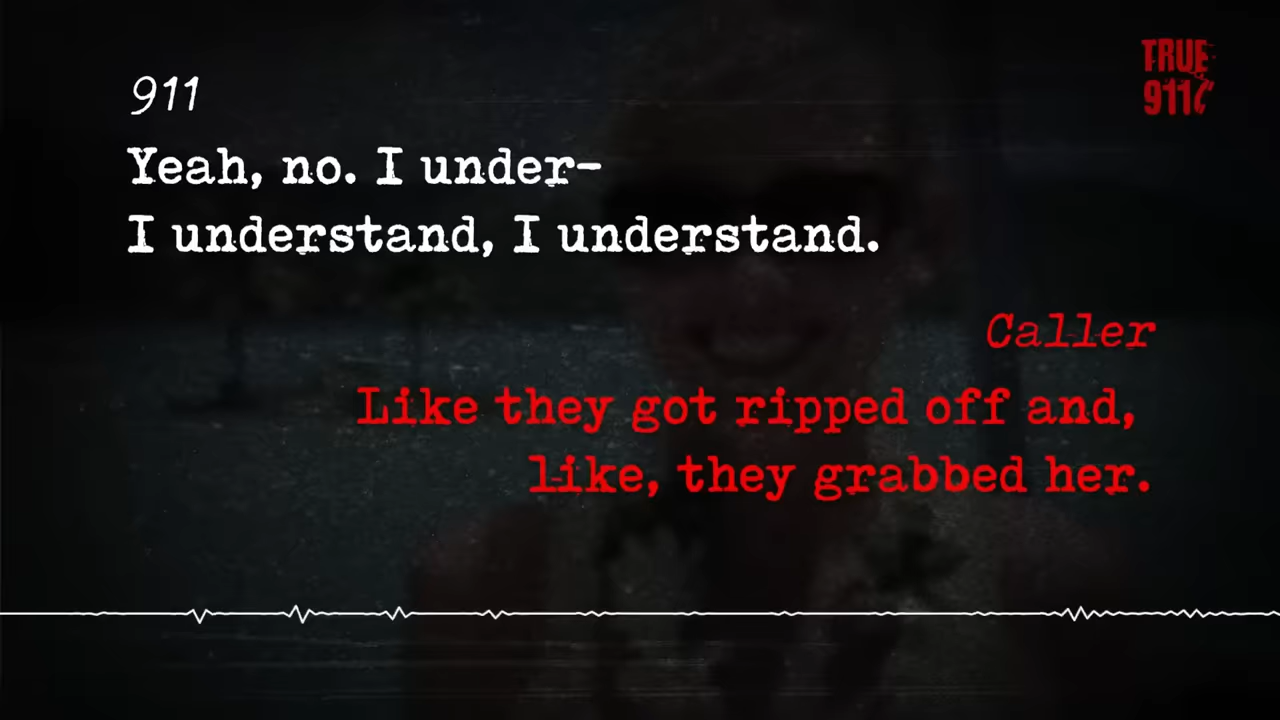 TRUE
911
911
Yeah, no. I under-
I understand, I understand.
Caller
Like they got ripped off and,
like, they grabbed her.